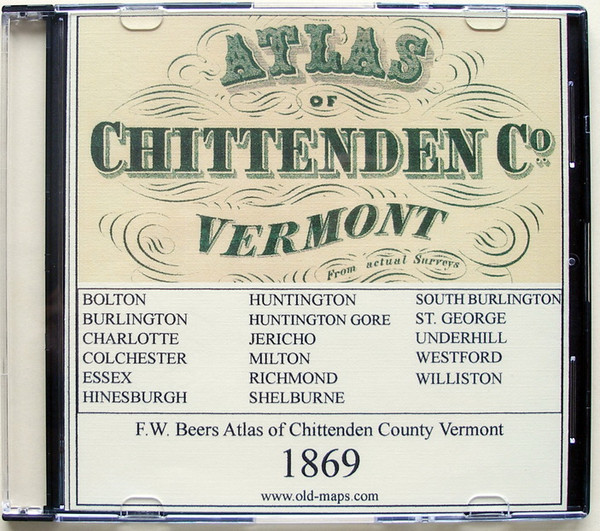 ATLAS
OF
CHITTENDEN Co.
VERMONT
From actual Surveys
BOLTON
BURLINGTON
CHARLOTTE
COLCHESTER
ESSEX
HINESBURGH
HUNTINGTON
HUNTINGTON GORE
JERICHO
MILTON
RICHMOND
SHELBURNE
SOUTH BURLINGTON
ST. GEORGE
UNDERHILL
WESTFORD
WILLISTON
F.W. Beers Atlas of Chittenden County Vermont
1869
www.old-maps.com